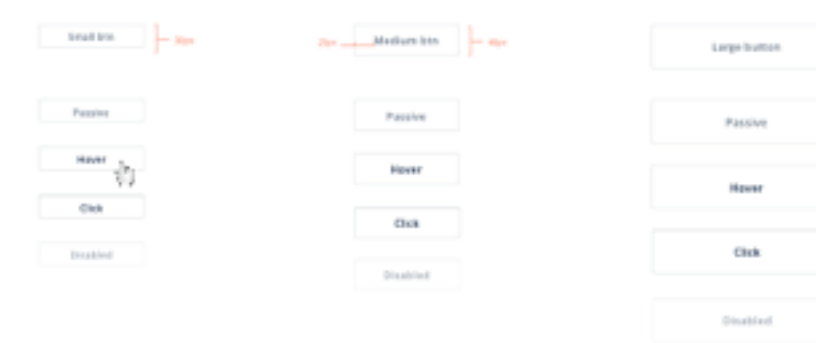 Small btn
Medium btn
Large button
Passive
Passive
Passive
Hover
Hover
Hover
Click
Click
Click
Disabled
Disabled
Disabled